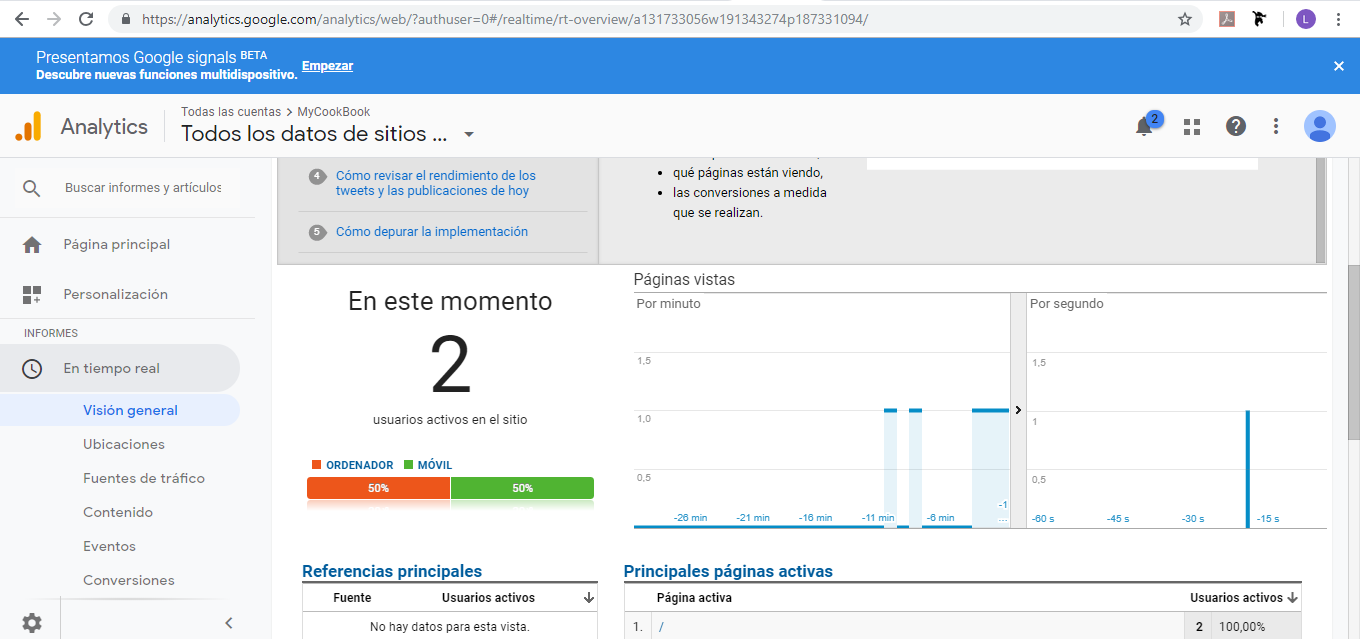 https://analytics.google.com/analytics/web/?authuser=0#/realtime/rt-overview/a131733056w191343274p187331094/
L
Presentamos Google signals BETA
Descubre nuevas funciones multidispositivo. Empezar
Analytics
Todas las cuentas > MyCookBook
Todos los datos de sitios ...
2
Buscar informes y artículos
Página principal
Personalización
INFORMES
En tiempo real
Visión general
Ubicaciones
Fuentes de tráfico
Contenido
Eventos
Conversiones
4 Cómo revisar el rendimiento de los
tweets y las publicaciones de hoy
5 Cómo depurar la implementación
• qué páginas están viendo,
• las conversiones a medida
que se realizan.
En este momento
2
usuarios activos en el sitio
ORDENADOR MÓVIL
50% 50%
Páginas vistas
Por minuto
1,5
1,0
0,5
-26 min -21 min -16 min -11 min -6 min -1
...
Por segundo
1,5
1
0,5
-60 s -45 s -30 s -15 s
Referencias principales
Fuente Usuarios activos
No hay datos para esta vista.
Principales páginas activas
Página activa Usuarios activos
1. / 2 100,00%